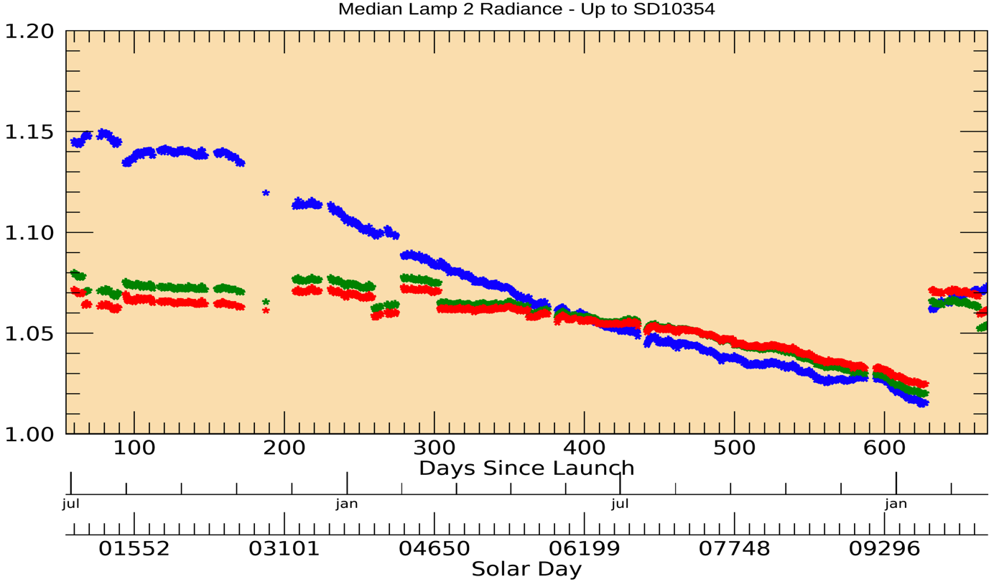 Median Lamp 2 Radiance - Up to SD10354
1.20
1.15
1.10
1.05
1.00
100 200 300 400 500 600
Days Since Launch
jul jan jul jan
01552 03101 04650 06199 07748 09296
Solar Day